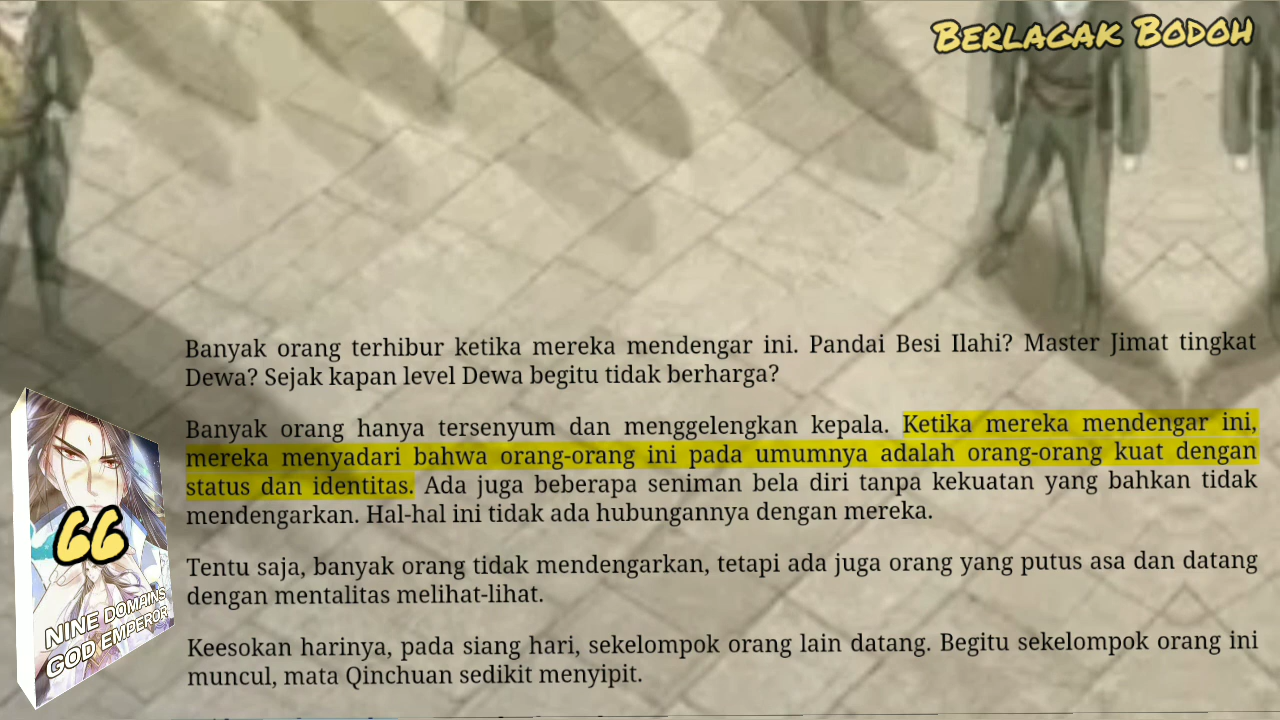 BERLAGAK BODOH
Banyak orang terhibur ketika mereka mendengar ini. Pandai Besi Ilahi? Master Jimat tingkat
Dewa? Sejak kapan level Dewa begitu tidak berharga?
Banyak orang hanya tersenyum dan menggelengkan kepala. Ketika mereka mendengar ini,
mereka menyadari bahwa orang-orang ini pada umumnya adalah orang-orang kuat dengan
status dan identitas. Ada juga beberapa seniman bela diri tanpa kekuatan yang bahkan tidak
mendengarkan. Hal-hal ini tidak ada hubungannya dengan mereka.
Tentu saja, banyak orang tidak mendengarkan, tetapi ada juga orang yang putus asa dan datang
dengan mentalitas melihat-lihat.
Keesokan harinya, pada siang hari, sekelompok orang lain datang. Begitu sekelompok orang ini
muncul, mata Qinchuan sedikit menyipit.
66
NINE DOMAINS
GOD EMPEROR